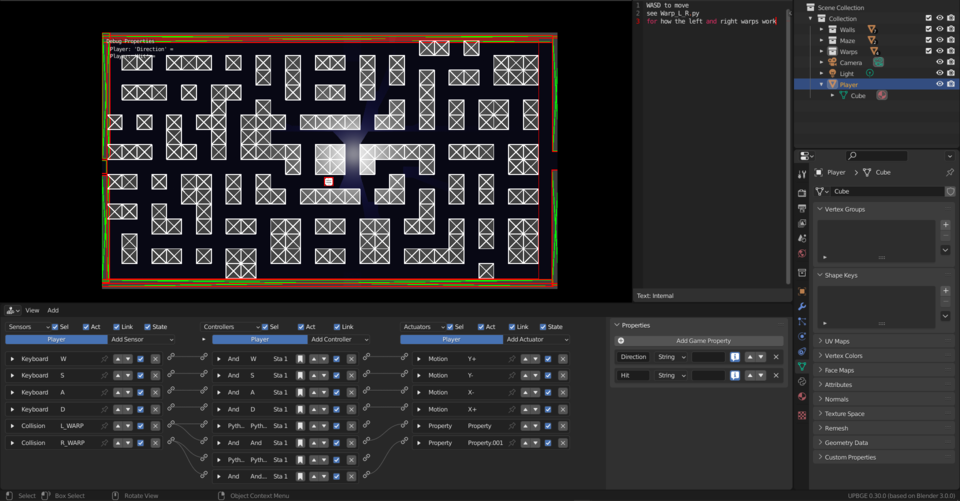 1 WASD to move
2 see Warp_L_R.py
3 for how the left and right warps work
Debug Properties
Player: 'Direction' =
Text: Internal
Scene Collection
Collection
Walls
Maze
Warps
Camera
Light
Player
Cube
Player > Cube
Cube
Vertex Groups
Shape Keys
UV Maps
Vertex Colors
Face Maps
Attributes
Normals
Texture Space
Remesh
Geometry Data
Custom Properties
View Add
Sensors Sel Act Link State Controllers Sel Act Link Actuators Sel Act Link State
Player Add Sensor Player Add Controller Player Add Actuator
Keyboard W And W Sta 1 Motion Y+
Keyboard S And S Sta 1 Motion Y-
Keyboard A And A Sta 1 Motion X-
Keyboard D And D Sta 1 Motion X+
Collision L_WARP Pyth... Pyth... Sta 1 Property Property
Collision R_WARP And And Sta 1 Property Property.001
Pyth... Pyth... Sta 1
And And... Sta 1
Properties
Add Game Property
Direction String
Hit String
Select Box Select Rotate View Object Context Menu UPBGE 0.30.0 (based on Blender 3.0.0)